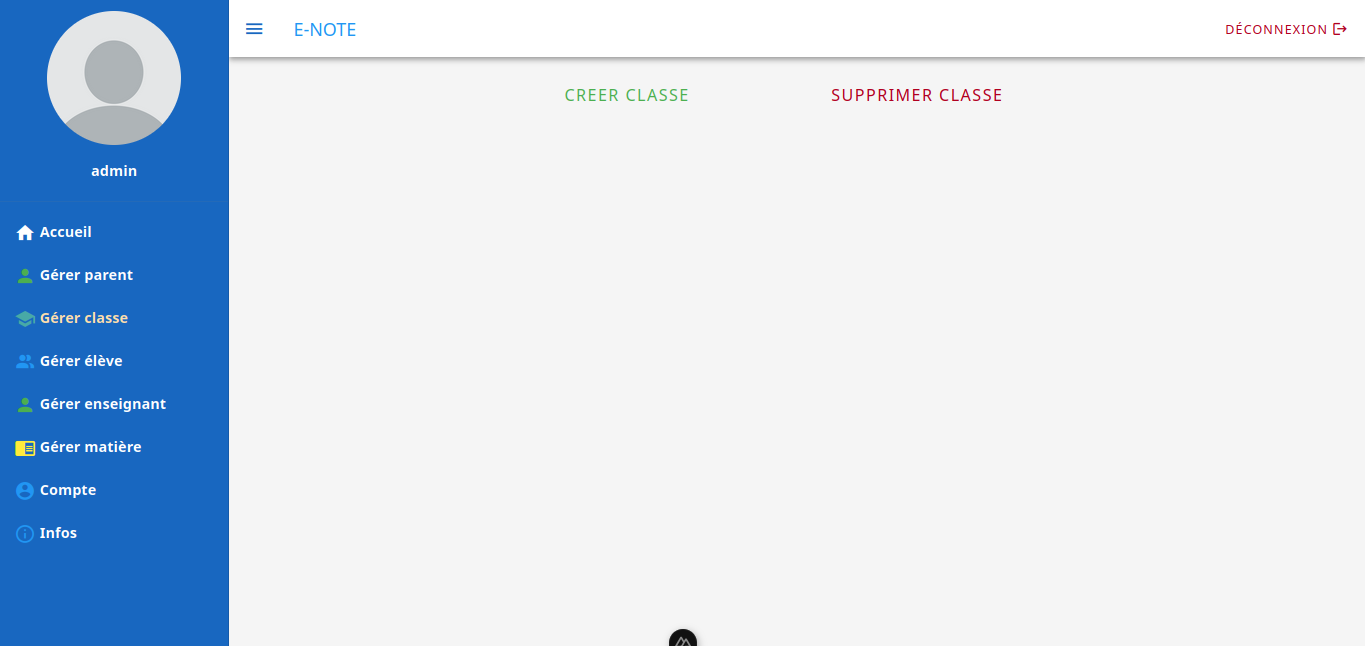 E-NOTE
DÉCONNEXION
CREER CLASSE
SUPPRIMER CLASSE
admin
Accueil
Gérer parent
Gérer classe
Gérer élève
Gérer enseignant
Gérer matière
Compte
Infos